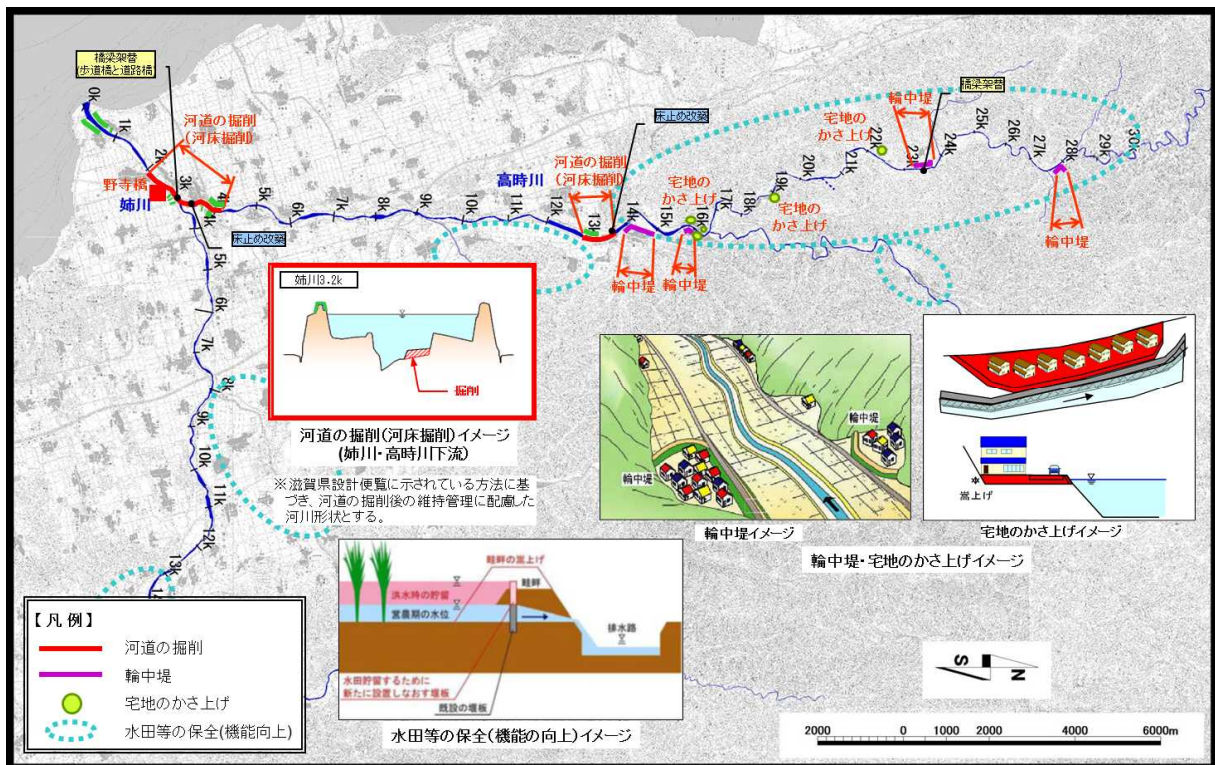 橋梁架替
(歩道橋と道路橋
0k
1k
2k
3k
4k
河道の掘削
(河床掘削)
野寺橋
姉川
床止め改築
4k
5k
6k
7k
8k
9k
10k
11k
12k
13k
5k
6k
7k
8k
9k
10k
11k
12k
13k
14k
15k
16k
17k
18k
19k
20k
21k
22k
23k
24k
25k
26k
27k
28k
29k
30k
高時川
河道の掘削
(河床掘削)
床止め改築
輪中堤
輪中堤
宅地の
かさ上げ
宅地の
かさ上げ
宅地の
かさ上げ
輪中堤
橋梁架替
輪中堤
姉川3.2k
掘削
河道の掘削(河床掘削)イメージ
(姉川・高時川下流)
※滋賀県設計便覧に示されている方法に基
づき、河道の掘削後の維持管理に配慮した
河川形状とする。
輪中堤
輪中堤
輪中堤イメージ
嵩上げ
宅地のかさ上げイメージ
輪中堤・宅地のかさ上げイメージ
畦畔の嵩上げ
畦畔
洪水時の貯留
営農期の水位
排水路
水田貯留するために
新たに設置しなおす堰板
既設の堰板
水田等の保全(機能の向上)イメージ
【凡例】
河道の掘削
輪中堤
宅地のかさ上げ
水田等の保全(機能向上)
S
N
2000
0
1000
2000
4000
6000m